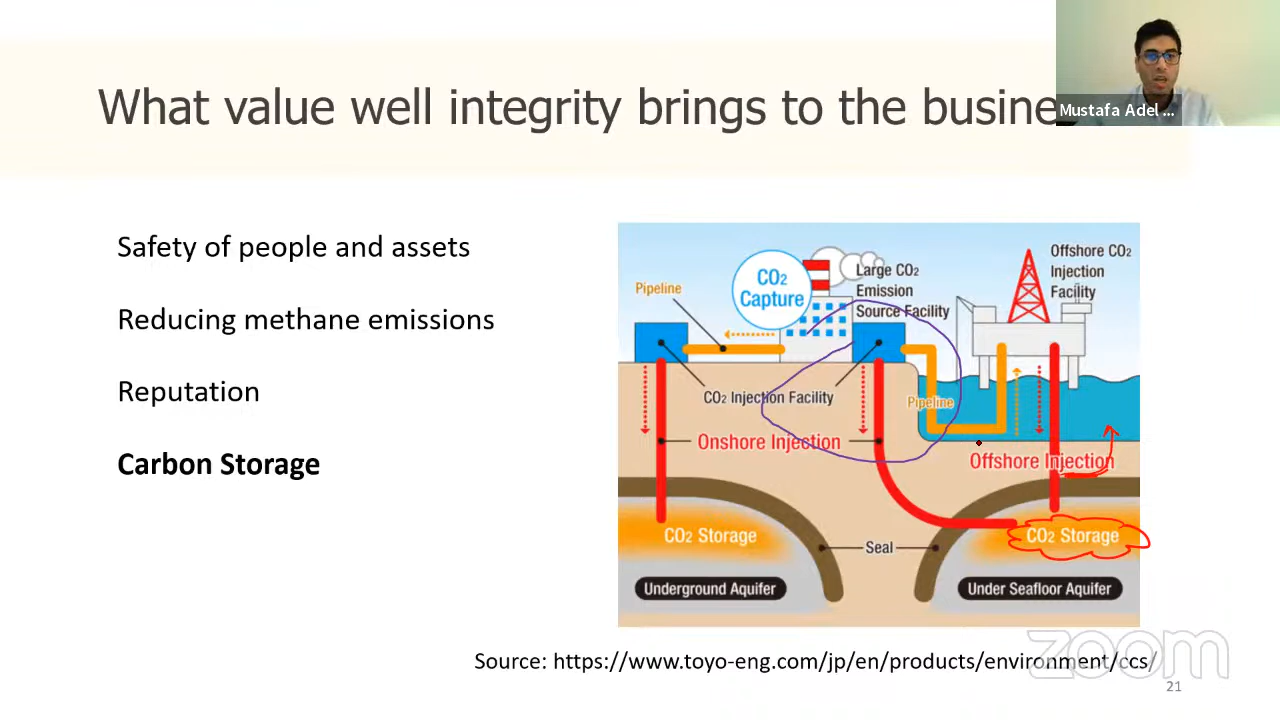 What value well integrity brings to the busine
Mustafa Adel ...
Safety of people and assets
Reducing methane emissions
Reputation
Carbon Storage
Pipeline
CO₂
Capture
Large CO₂
Emission
Source Facility
Offshore CO₂
Injection
Facility
CO₂ Injection Facility
Pipeline
Onshore Injection
Offshore Injection
CO₂ Storage
Seal
CO₂ Storage
Underground Aquifer
Under Seafloor Aquifer
Source: https://www.toyo-eng.com/jp/en/products/environment/ccs/
zoom
21